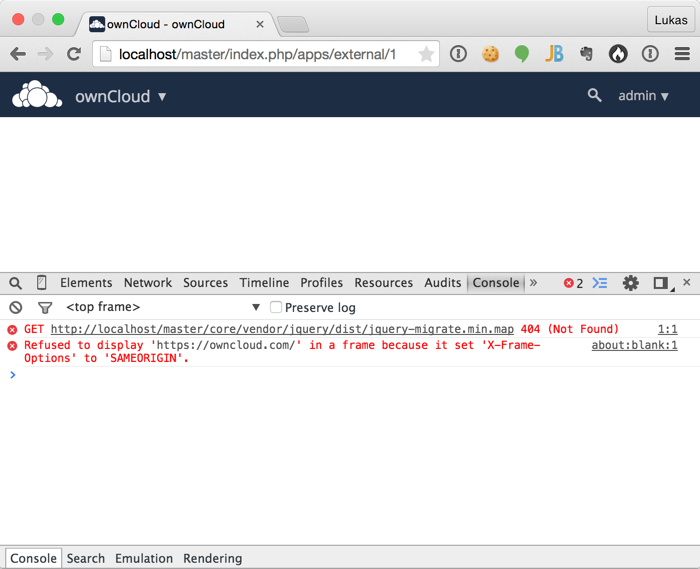 ownCloud - ownCloud
Lukas
localhost/master/index.php/apps/external/1
JB
ownCloud ▼
admin ▼
Elements Network Sources Timeline Profiles Resources Audits Console » 2
<top frame> ▼ Preserve log
GET http://localhost/master/core/vendor/jquery/dist/jquery-migrate.min.map 404 (Not Found) 1:1
Refused to display 'https://owncloud.com/' in a frame because it set 'X-Frame- about:blank:1
Options' to 'SAMEORIGIN'.
Console Search Emulation Rendering